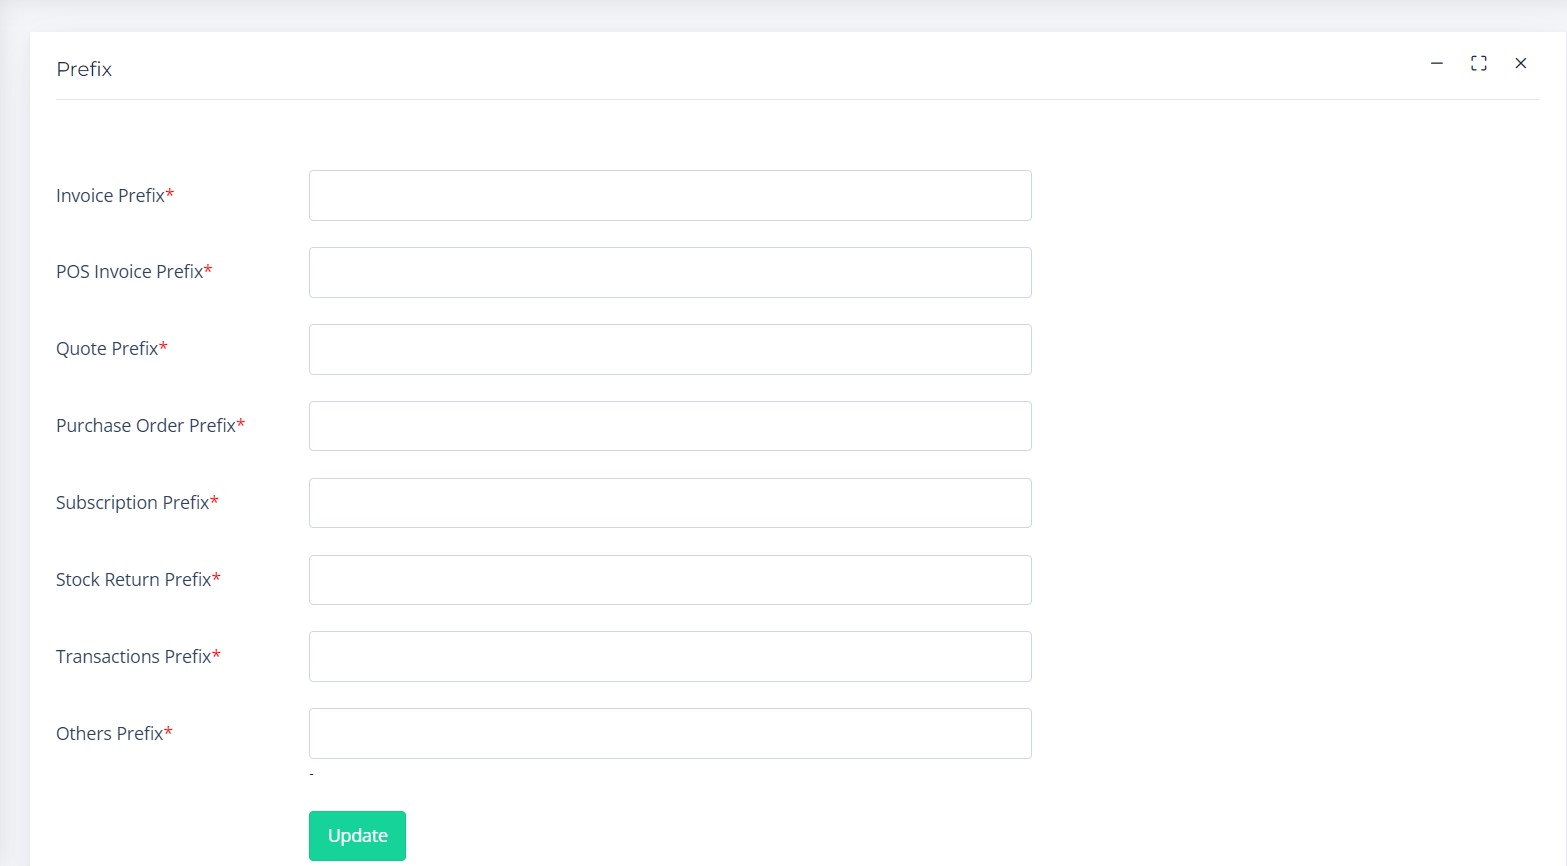 Prefix
Invoice Prefix*
POS Invoice Prefix*
Quote Prefix*
Purchase Order Prefix*
Subscription Prefix*
Stock Return Prefix*
Transactions Prefix*
Others Prefix*
-
Update